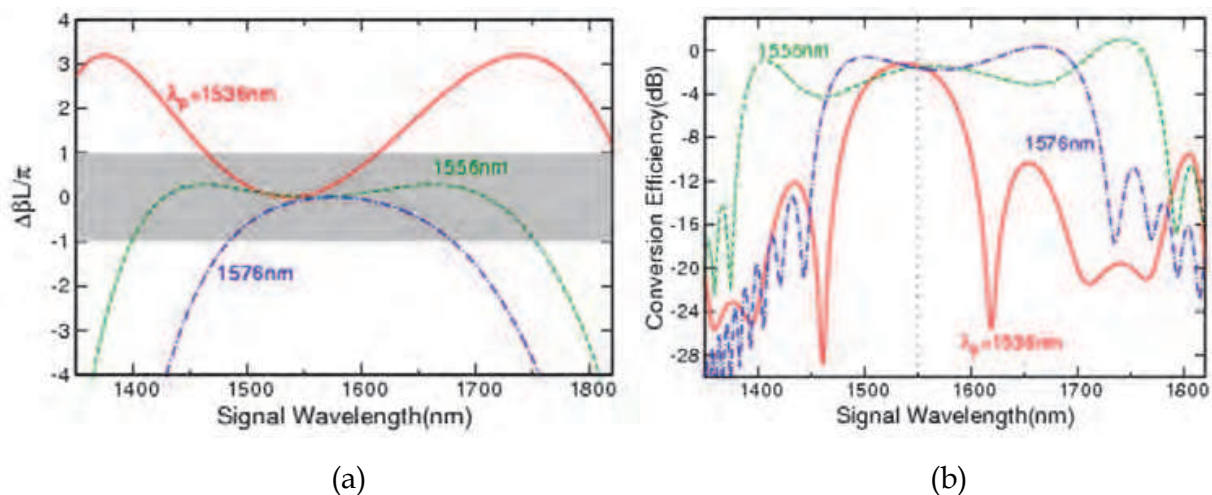 4
3
2
1
0
-1
-2
-3
-4
ΔβL/π
λp=1536nm
1556nm
1576nm
1400 1500 1600 1700 1800
Signal Wavelength(nm)
(a)
0
-4
-8
-12
-16
-20
-24
-28
Conversion Efficiency(dB)
1556nm
1576nm
λp=1536nm
1400 1500 1600 1700 1800
Signal Wavelength(nm)
(b)